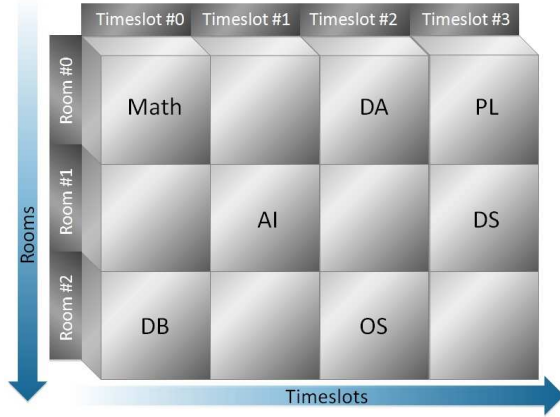 Timeslot #0 Timeslot #1 Timeslot #2 Timeslot #3
Room #0
Math DA PL
Room #1
AI DS
Rooms
Room #2
DB OS
Timeslots